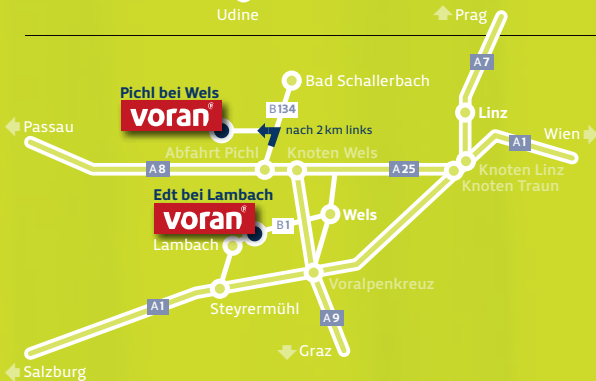 Udine
Prag
A7
Pichl bei Wels
voran®
Bad Schallerbach
B134
Linz
Passau
nach 2 km links
Wien
A1
Abfahrt Pichl
Knoten Wels
A8
A25
Knoten Linz
Knoten Traun
Edt bei Lambach
voran®
B1
Wels
Lambach
Voralpenkreuz
A1
Steyrermühl
A9
Graz
Salzburg